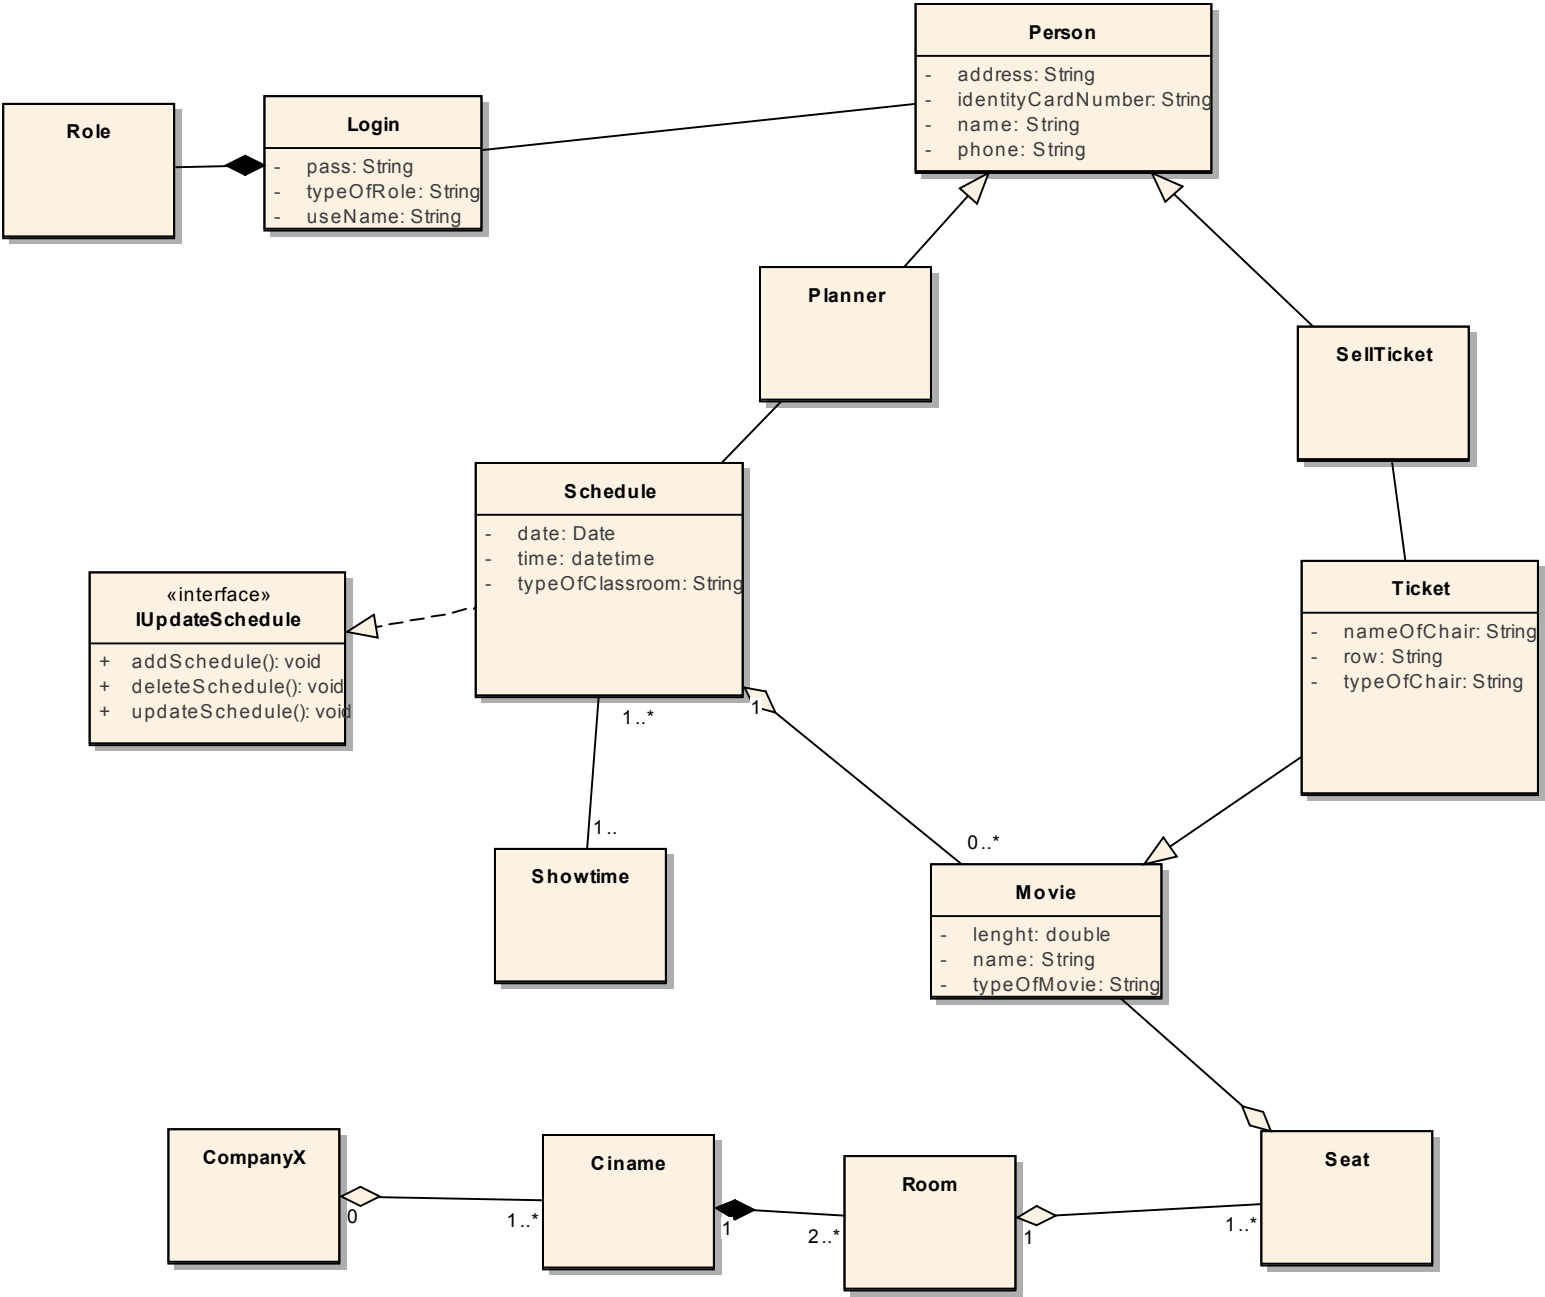 Person
- address: String
- identityCardNumber: String
- name: String
- phone: String
Role
Login
- pass: String
- typeOfRole: String
- useName: String
Planner
SellTicket
Schedule
- date: Date
- time: datetime
- typeOfClassroom: String
«interface»
IUpdateSchedule
+ addSchedule(): void
+ deleteSchedule(): void
+ updateSchedule(): void
Ticket
- nameOfChair: String
- row: String
- typeOfChair: String
1..*
1
1..
0..*
Showtime
Movie
- lenght: double
- name: String
- typeOfMovie: String
CompanyX
0
1..*
Ciname
1
2..*
Room
1
1..*
Seat